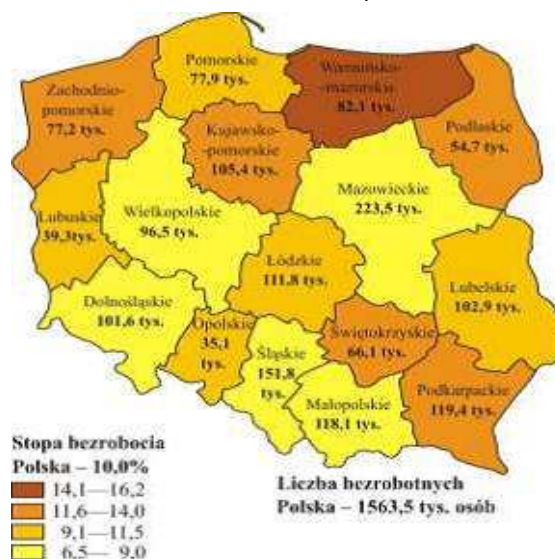 Pomorskie
77,9 tys.
Warmińsko-
-mazurskie
82,1 tys.
Zachodnio-
pomorskie
77,2 tys.
Kujawsko-
-pomorskie
105,4 tys.
Podlaskie
54,7 tys.
Mazowieckie
223,5 tys.
Lubuskie
39,3tys.
Wielkopolskie
96,5 tys.
Łódzkie
111,8 tys.
Lubelskie
102,9 tys.
Dolnośląskie
101,6 tys.
Opolskie
35,1
tys.
Śląskie
151,8
tys.
Świętokrzyskie
66,1 tys.
Małopolskie
118,1 tys.
Podkarpackie
119,4 tys.
Stopa bezrobocia
Polska – 10,0%
14,1—16,2
11,6—14,0
9,1—11,5
6,5— 9,0
Liczba bezrobotnych
Polska – 1563,5 tys. osób